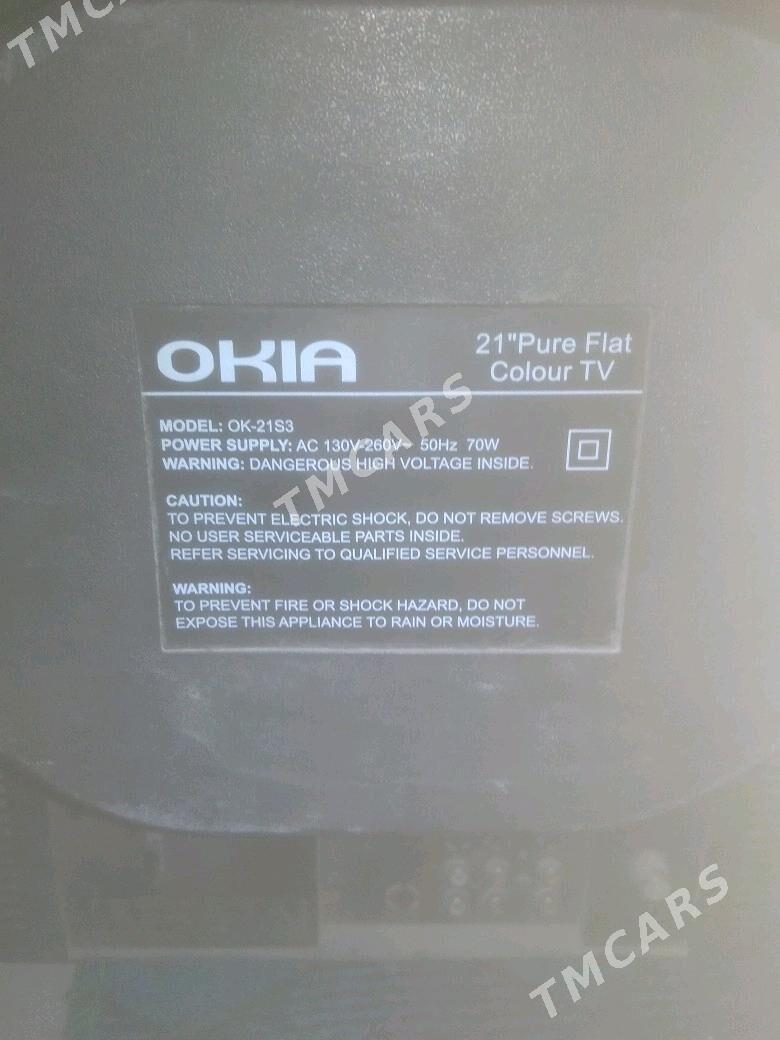 TMCARS
OKIA
21"Pure Flat
Colour TV
MODEL: OK-21S3
POWER SUPPLY: AC 130V-260V~ 50Hz 70W
WARNING: DANGEROUS HIGH VOLTAGE INSIDE.
CAUTION:
TO PREVENT ELECTRIC SHOCK, DO NOT REMOVE SCREWS.
NO USER SERVICEABLE PARTS INSIDE.
REFER SERVICING TO QUALIFIED SERVICE PERSONNEL.
WARNING:
TO PREVENT FIRE OR SHOCK HAZARD, DO NOT
EXPOSE THIS APPLIANCE TO RAIN OR MOISTURE.
TMCARS
TMCARS